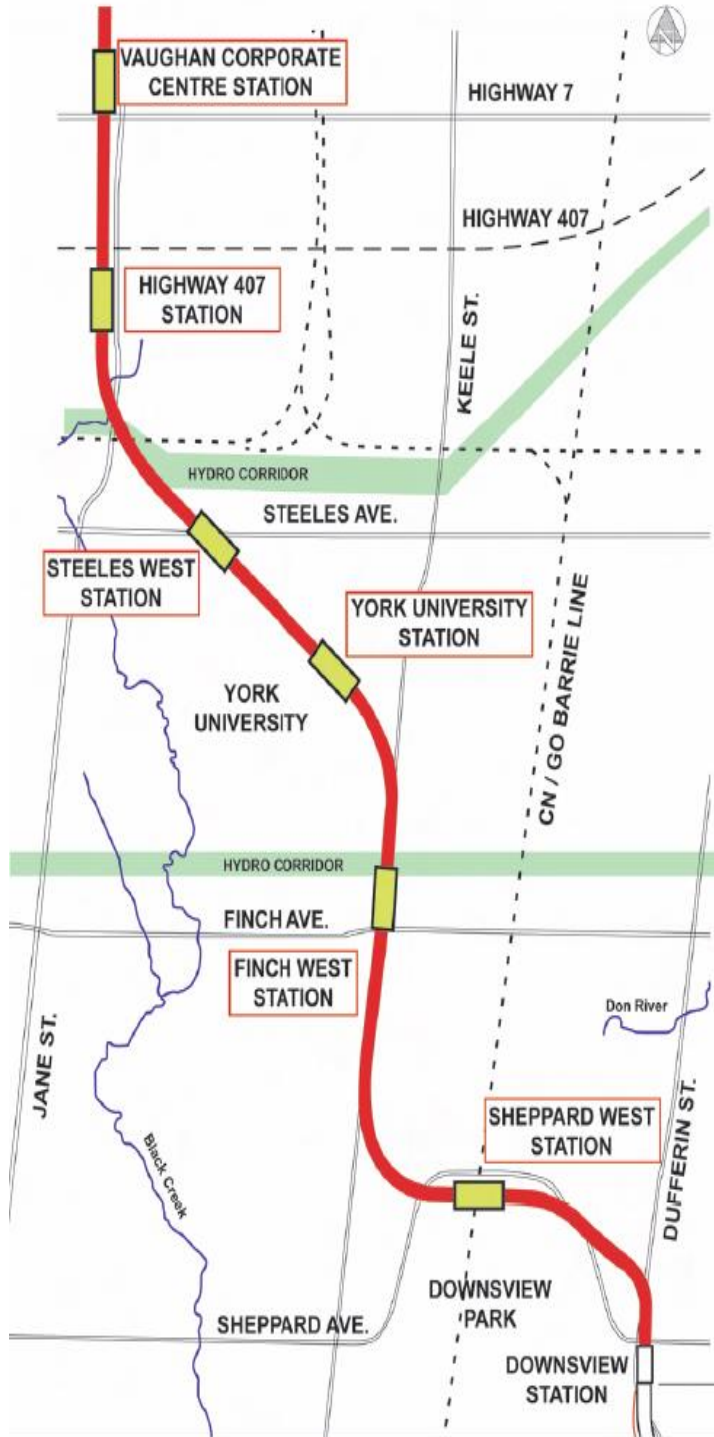 N
VAUGHAN CORPORATE
CENTRE STATION
HIGHWAY 7
HIGHWAY 407
HIGHWAY 407
STATION
KEELE ST.
HYDRO CORRIDOR
STEELES AVE.
STEELES WEST
STATION
YORK UNIVERSITY
STATION
YORK
UNIVERSITY
CN / GO BARRIE LINE
HYDRO CORRIDOR
FINCH AVE.
FINCH WEST
STATION
Don River
JANE ST.
SHEPPARD WEST
STATION
DUFFERIN ST.
Black Creek
DOWNSVIEW
PARK
SHEPPARD AVE.
DOWNSVIEW
STATION